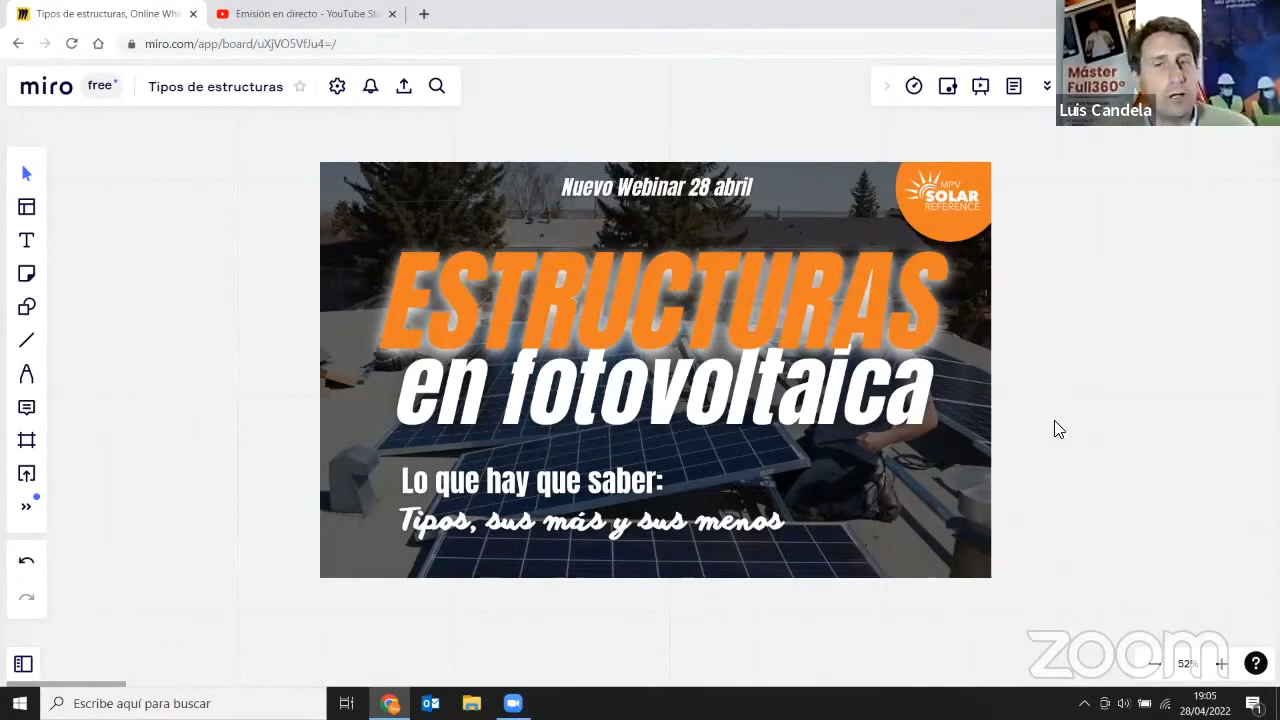 Tipos de estructuras, Online Whi
Emisión en directo - YouTube Stu
miro.com/app/board/uXjVO5VfJu4=/
miro
free
Tipos de estructuras
Máster
Full360º
Luis Candela
Nuevo Webinar 28 abril
MPV
SOLAR
REFERENCE
ESTRUCTURAS
en fotovoltaica
Lo que hay que saber:
Tipos, sus más y sus menos
zoom
52%
Escribe aquí para buscar
19:05
28/04/2022
1